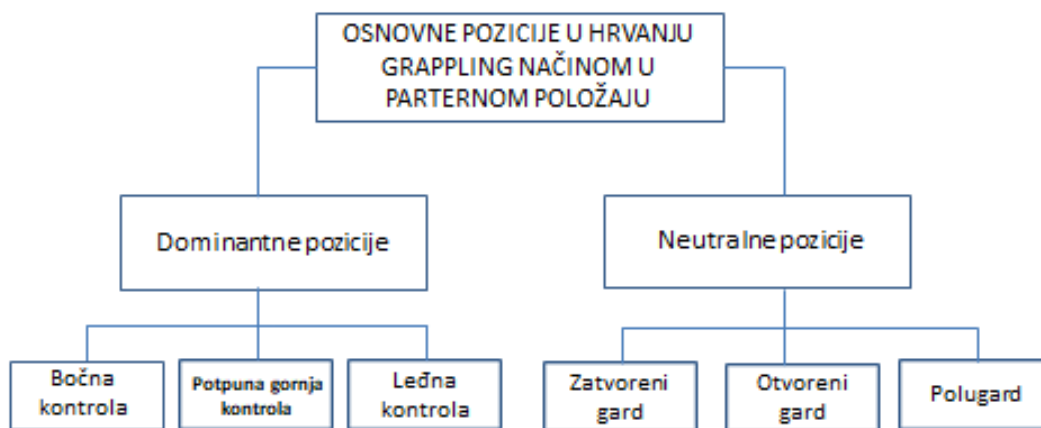 OSNOVNE POZICIJE U HRVANJU
GRAPPLING NAČINOM U
PARTERNOM POLOŽAJU
Dominantne pozicije
Neutralne pozicije
Bočna
kontrola
Potpuna gornja
kontrola
Leđna
kontrola
Zatvoreni
gard
Otvoreni
gard
Polugard